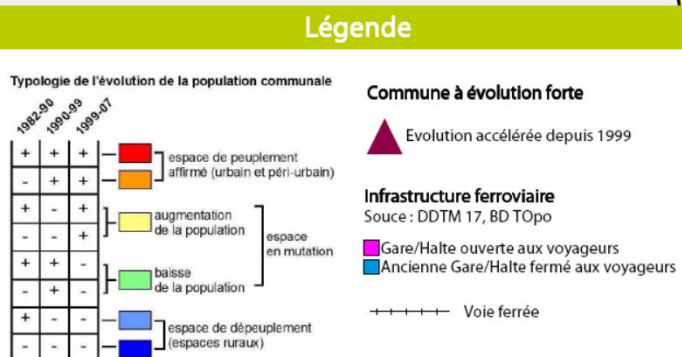 Légende
Typologie de l'évolution de la population communale
1982-90 1990-99 1999-07
+ + +
- + +
+ - +
- - +
+ + -
- + -
+ - -
- - -
espace de peuplement
affirmé (urbain et péri-urbain)
augmentation
de la population
baisse
de la population
espace
en mutation
espace de dépeuplement
(espaces ruraux)
Commune à évolution forte
Evolution accélérée depuis 1999
Infrastructure ferroviaire
Souce : DDTM 17, BD TOpo
Gare/Halte ouverte aux voyageurs
Ancienne Gare/Halte fermé aux voyageurs
Voie ferrée